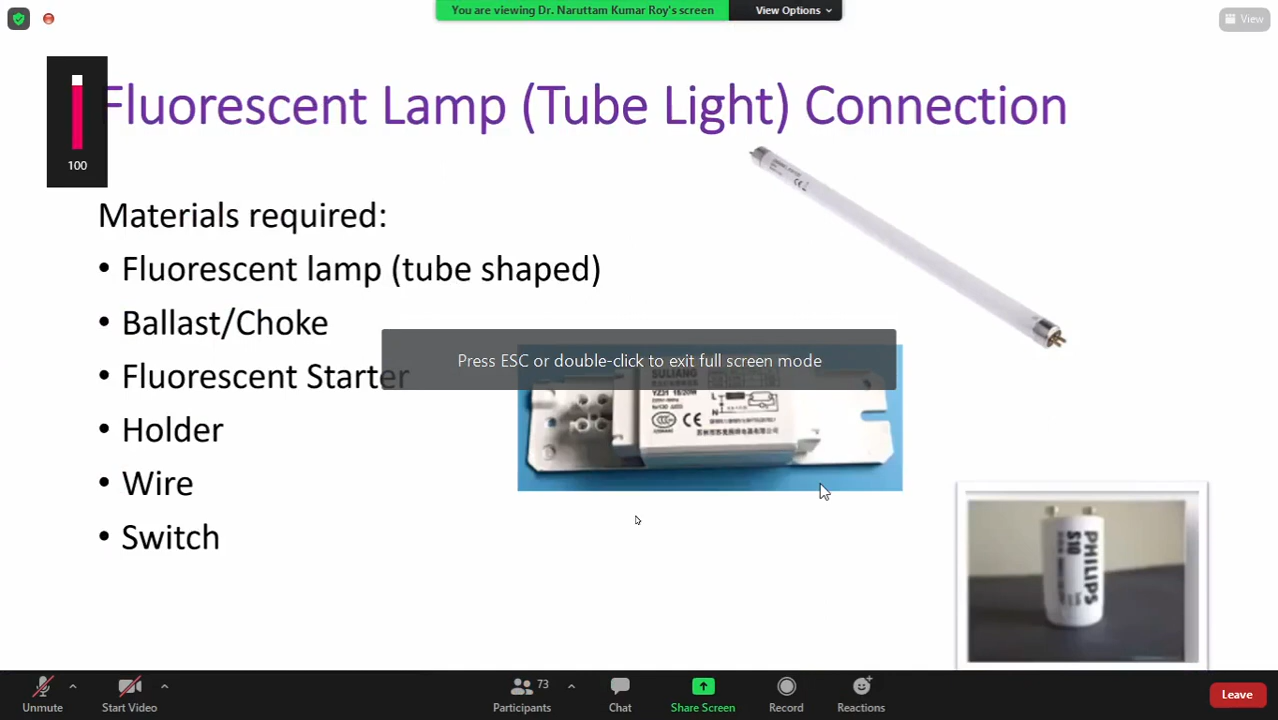 You are viewing Dr. Naruttam Kumar Roy's screen
View Options
View
100
Fluorescent Lamp (Tube Light) Connection
Materials required:
• Fluorescent lamp (tube shaped)
• Ballast/Choke
• Fluorescent Starter
• Holder
• Wire
• Switch
Press ESC or double-click to exit full screen mode
SULIANG
L
N
CE
PHILIPS
S10
Unmute
Start Video
73
Participants
Chat
Share Screen
Record
Reactions
Leave